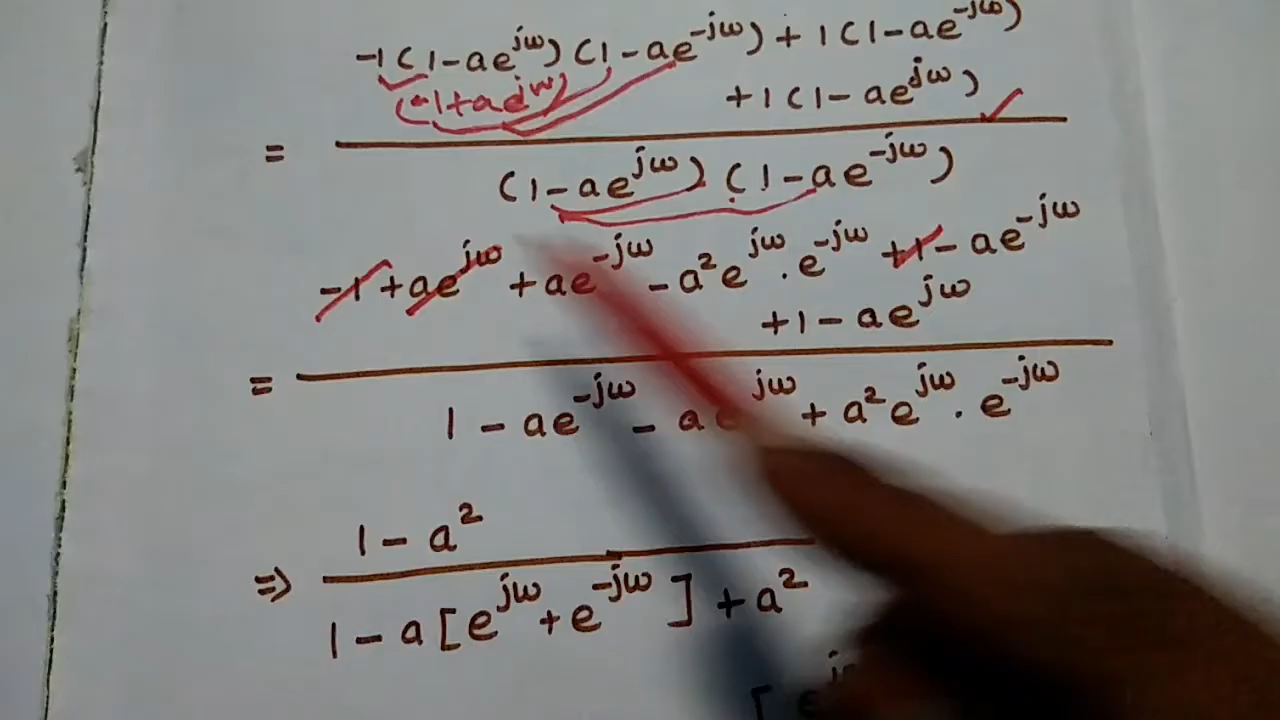 -1(1-ae^{jω})(1-ae^{-jω})+1(1-ae^{-jω})
(-1+ae^{jω})
+1(1-ae^{jω})
=
(1-ae^{jω})(1-ae^{-jω})
-1+ae^{jω}+ae^{-jω}-a²e^{jω}.e^{-jω}+1-ae^{-jω}
+1-ae^{jω}
=
1-ae^{-jω}-ae^{jω}+a²e^{jω}.e^{-jω}
1-a²
⇒
1-a[e^{jω}+e^{-jω}]+a²